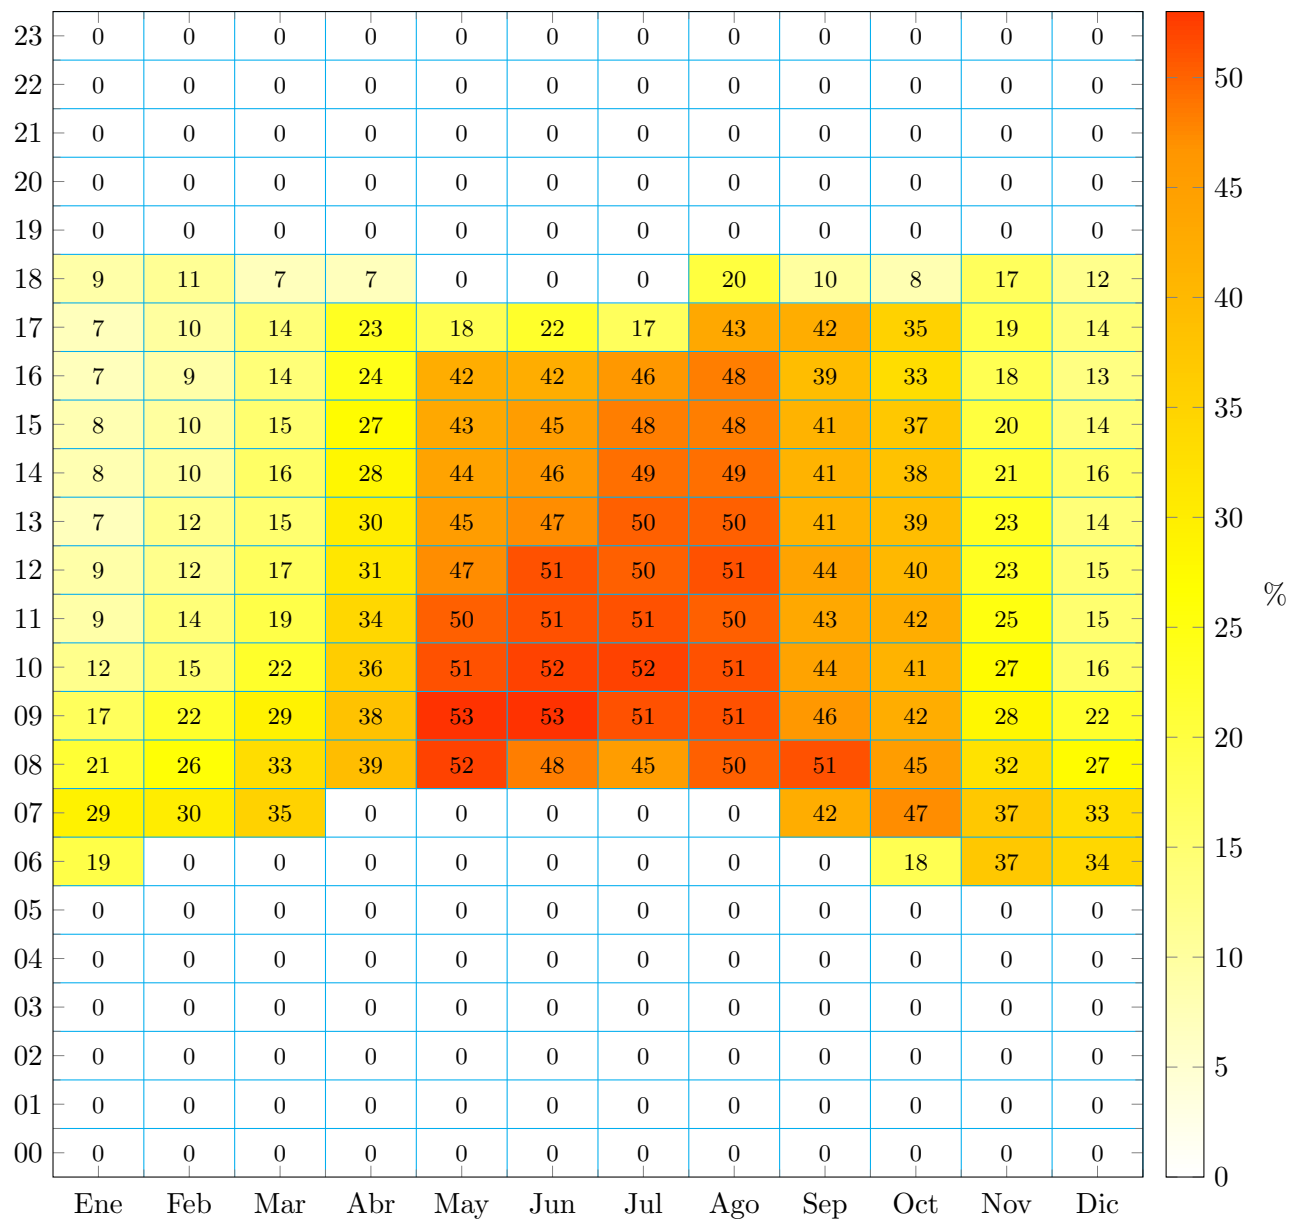 23 0 0 0 0 0 0 0 0 0 0 0 0
22 0 0 0 0 0 0 0 0 0 0 0 0
21 0 0 0 0 0 0 0 0 0 0 0 0
20 0 0 0 0 0 0 0 0 0 0 0 0
19 0 0 0 0 0 0 0 0 0 0 0 0
18 9 11 7 7 0 0 0 20 10 8 17 12
17 7 10 14 23 18 22 17 43 42 35 19 14
16 7 9 14 24 42 42 46 48 39 33 18 13
15 8 10 15 27 43 45 48 48 41 37 20 14
14 8 10 16 28 44 46 49 49 41 38 21 16
13 7 12 15 30 45 47 50 50 41 39 23 14
12 9 12 17 31 47 51 50 51 44 40 23 15
11 9 14 19 34 50 51 51 50 43 42 25 15
10 12 15 22 36 51 52 52 51 44 41 27 16
09 17 22 29 38 53 53 51 51 46 42 28 22
08 21 26 33 39 52 48 45 50 51 45 32 27
07 29 30 35 0 0 0 0 0 42 47 37 33
06 19 0 0 0 0 0 0 0 0 18 37 34
05 0 0 0 0 0 0 0 0 0 0 0 0
04 0 0 0 0 0 0 0 0 0 0 0 0
03 0 0 0 0 0 0 0 0 0 0 0 0
02 0 0 0 0 0 0 0 0 0 0 0 0
01 0 0 0 0 0 0 0 0 0 0 0 0
00 0 0 0 0 0 0 0 0 0 0 0 0
Ene Feb Mar Abr May Jun Jul Ago Sep Oct Nov Dic
50
45
40
35
30
25
20
15
10
5
0
%